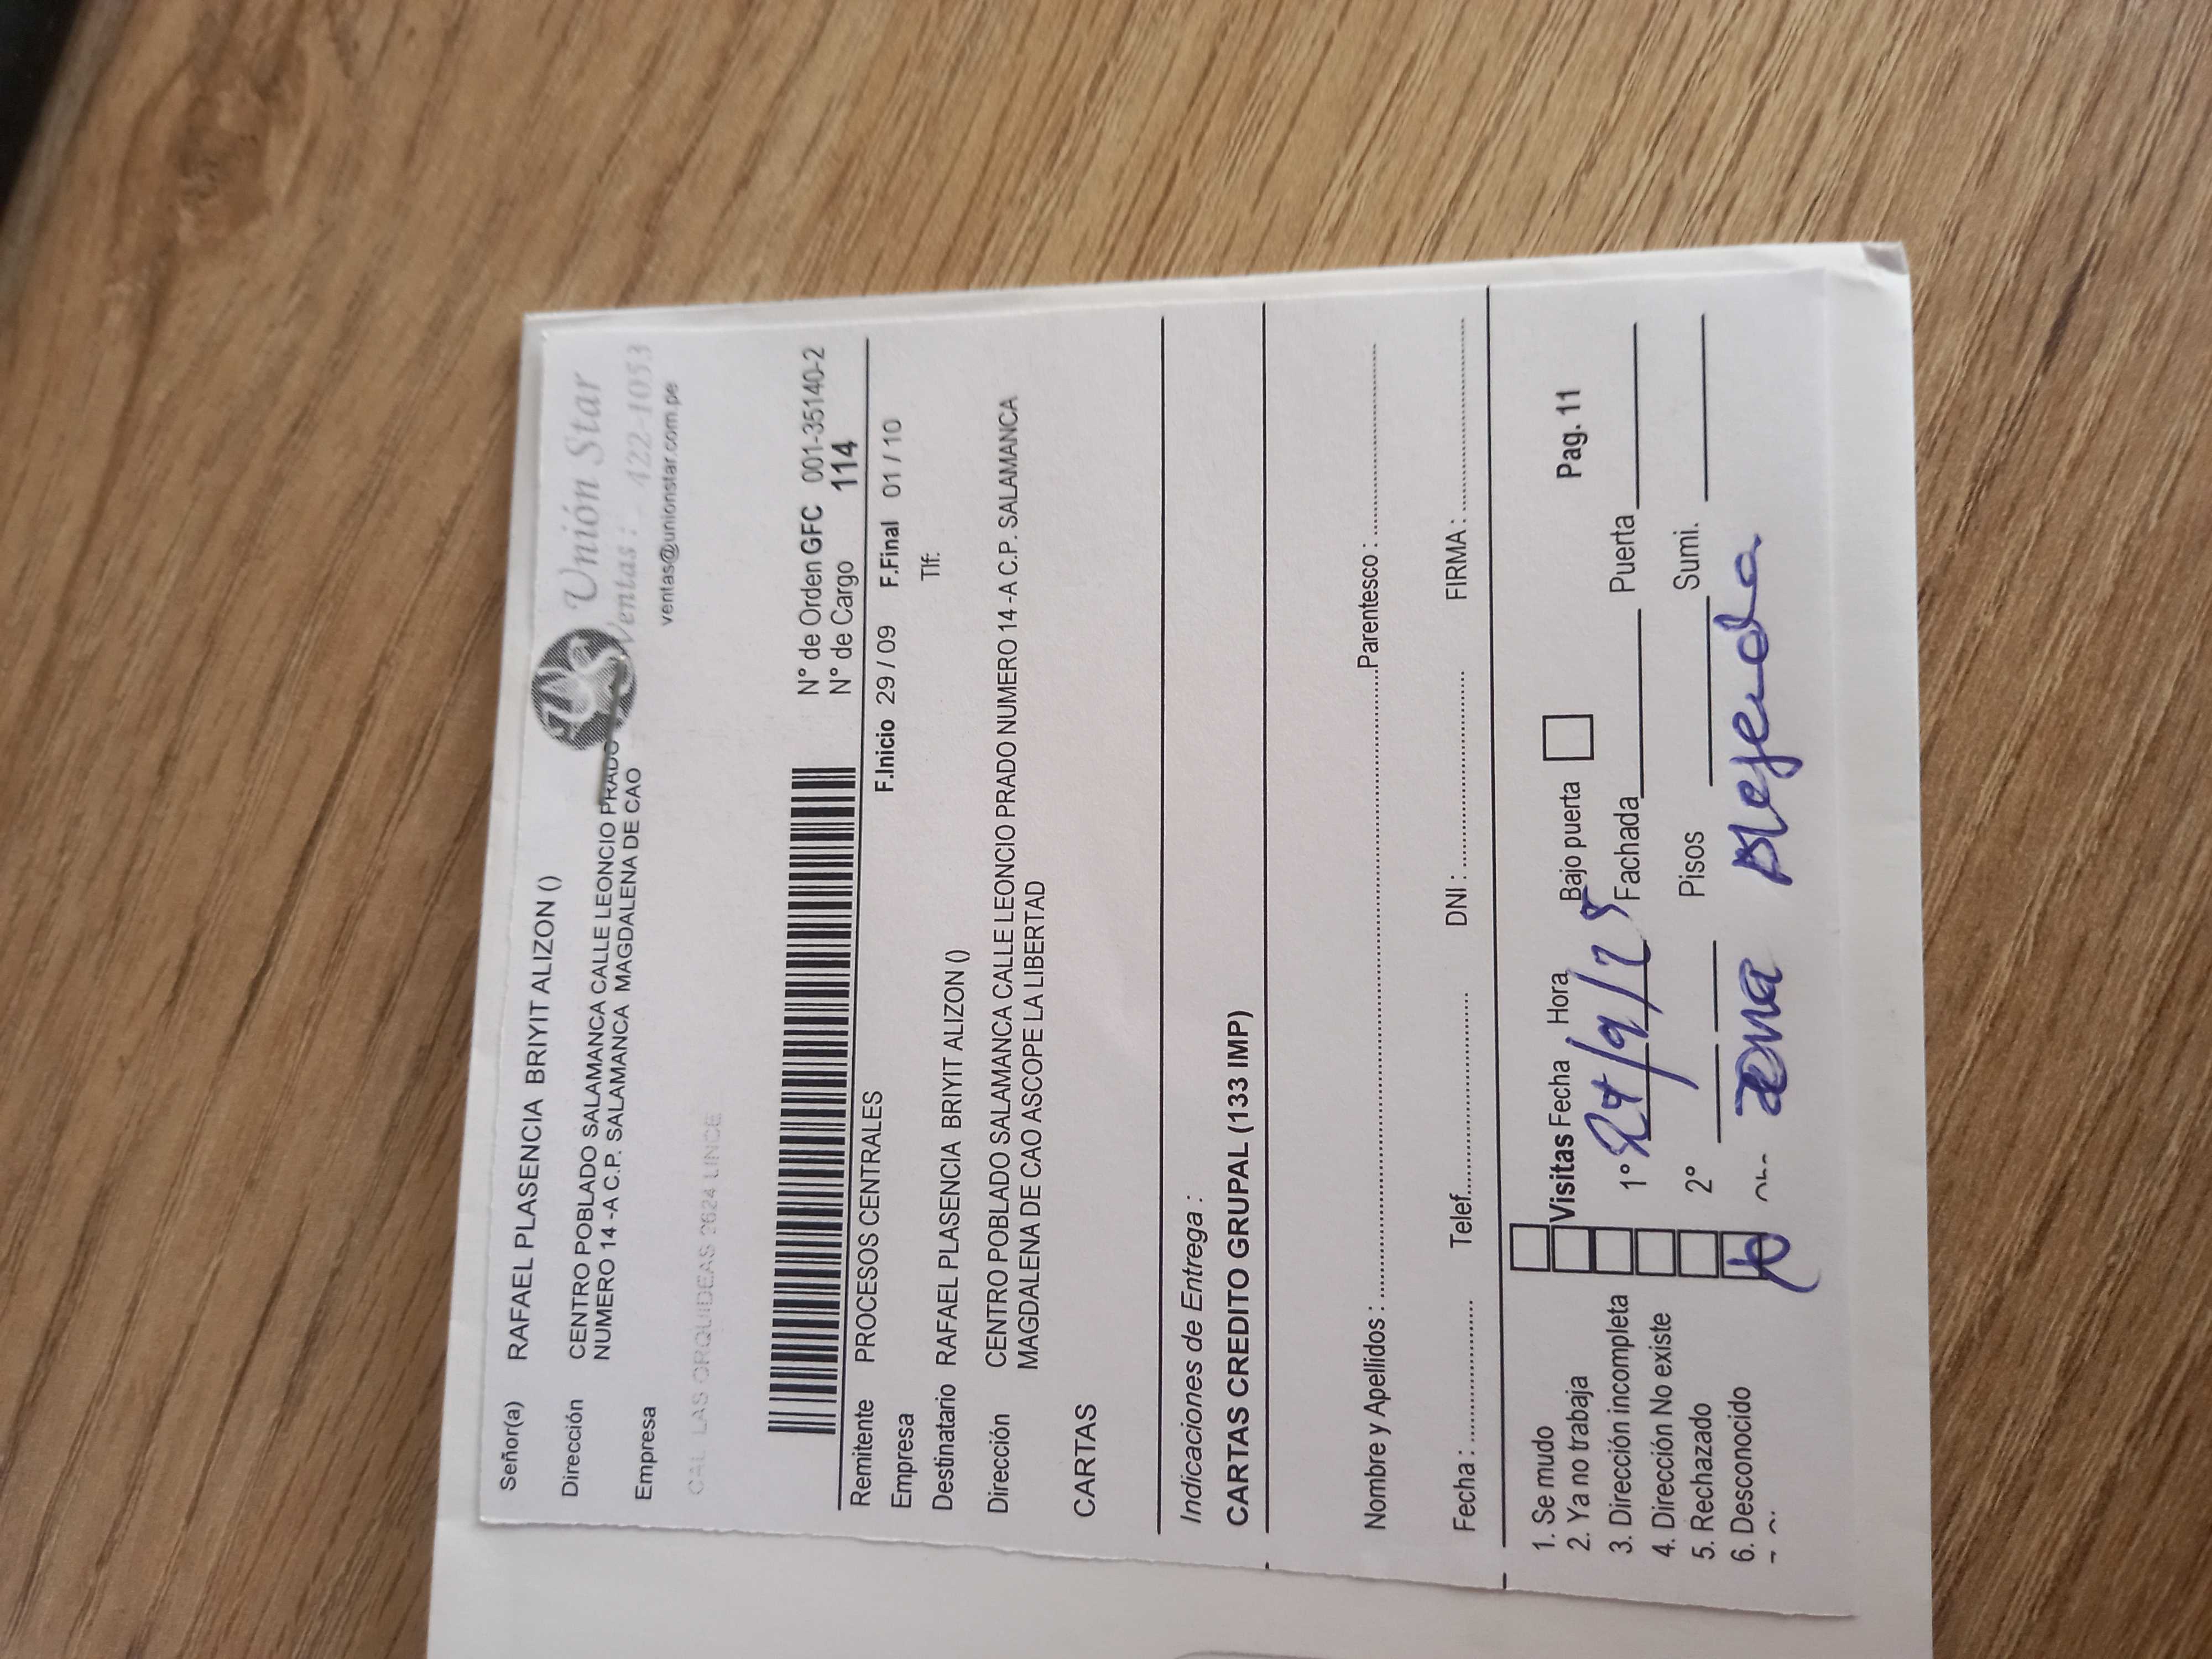 Señor(a) RAFAEL PLASENCIA BRIYIT ALIZON ()
Unión Star
Ventas : 422-1053
ventas@unionstar.com.pe
Dirección CENTRO POBLADO SALAMANCA CALLE LEONCIO PRADO
NUMERO 14 -A C.P. SALAMANCA MAGDALENA DE CAO
Empresa
CAL LAS ORQUIDEAS 2624 LINCE
N° de Orden GFC 001-35140-2
N° de Cargo 114
Remitente PROCESOS CENTRALES
F.Inicio 29 / 09 F.Final 01 / 10
Empresa
Tlf.
Destinatario RAFAEL PLASENCIA BRIYIT ALIZON ()
Dirección CENTRO POBLADO SALAMANCA CALLE LEONCIO PRADO NUMERO 14 -A C.P. SALAMANCA
MAGDALENA DE CAO ASCOPE LA LIBERTAD
CARTAS
Indicaciones de Entrega :
CARTAS CREDITO GRUPAL (133 IMP)
Nombre y Apellidos : Parentesco :
Fecha : Telef. DNI : FIRMA :
1. Se mudo
2. Ya no trabaja Visitas Fecha Hora Bajo puerta Pag. 11
3. Dirección incompleta 1° Fachada Puerta
4. Dirección No existe
5. Rechazado 2° Pisos Sumi.
6. Desconocido